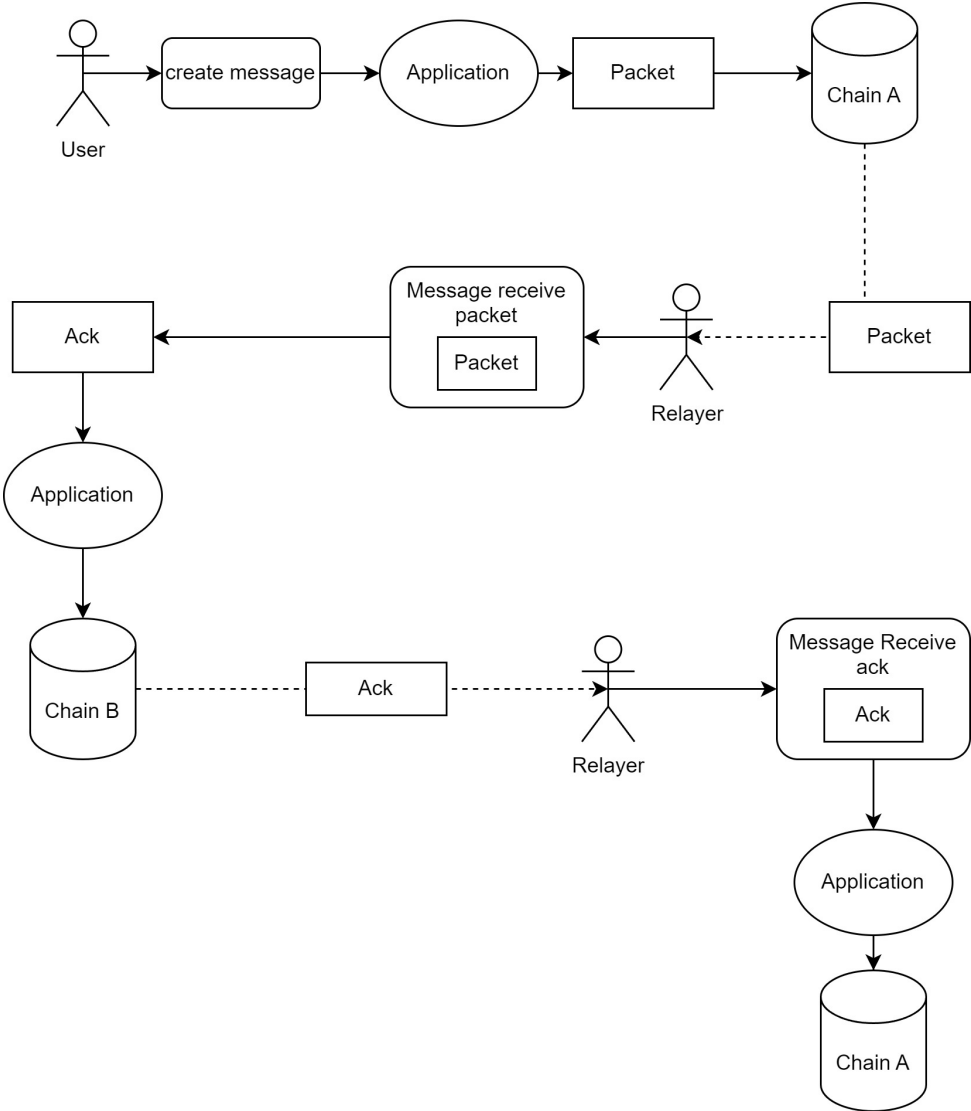 create message
Application
Packet
Chain A
User
Message receive
packet
Packet
Ack
Packet
Relayer
Application
Chain B
Ack
Relayer
Message Receive
ack
Ack
Application
Chain A